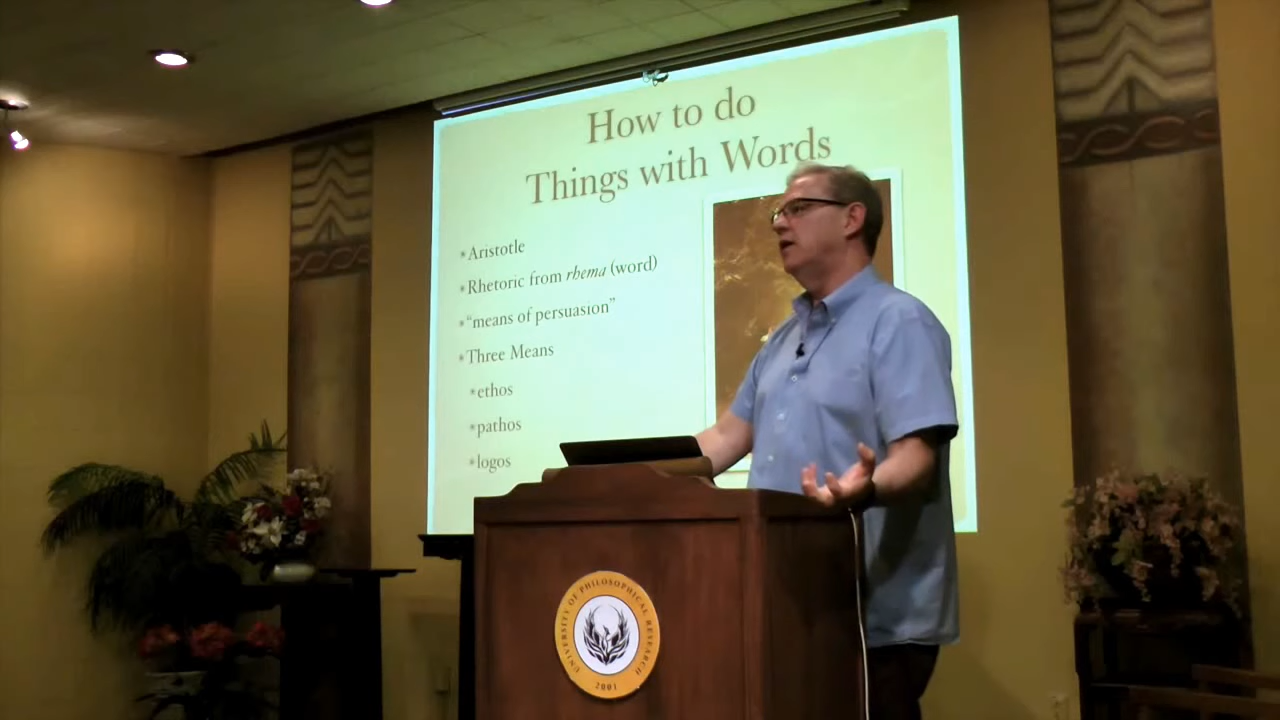 How to do
Things with Words
*Aristotle
*Rhetoric from rhema (word)
*“means of persuasion”
*Three Means
*ethos
*pathos
*logos
UNIVERSITY OF PHILOSOPHICAL RESEARCH
2001